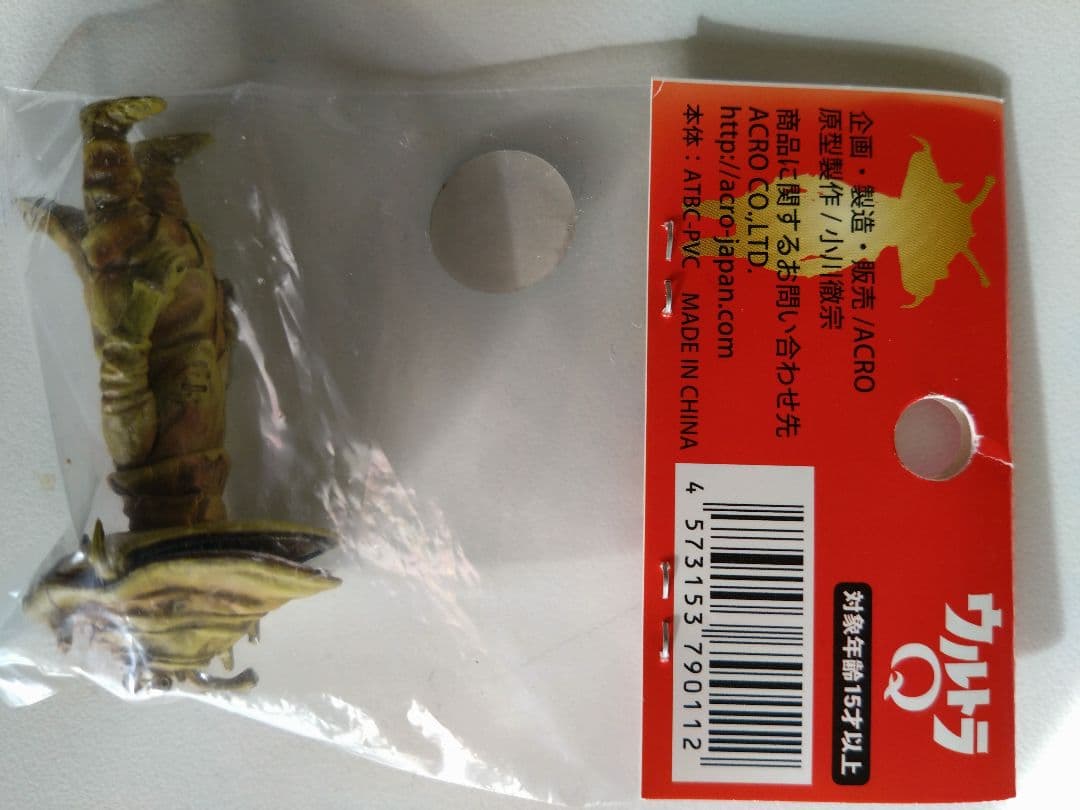 企画・製造・販売/ACRO
原型製作/小川徹宗
商品に関するお問い合わせ先
ACRO CO.,LTD.
http://acro-japan.com
本体：ATBC-PVC MADE IN CHINA
4 573153 790112
ウルトラ
Q
対象年齢15才以上